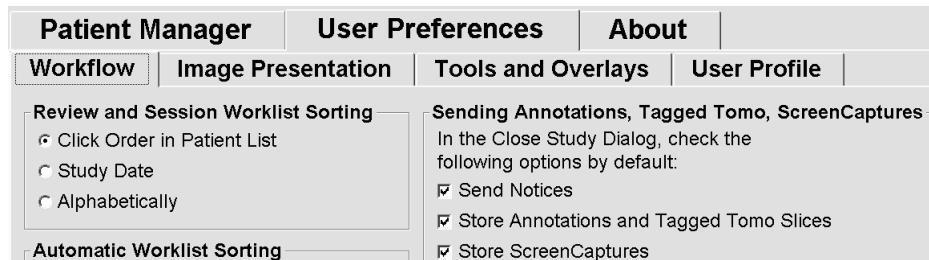 Patient Manager User Preferences About
Workflow Image Presentation Tools and Overlays User Profile
Review and Session Worklist Sorting
Click Order in Patient List
Study Date
Alphabetically
Automatic Worklist Sorting
Sending Annotations, Tagged Tomo, ScreenCaptures
In the Close Study Dialog, check the
following options by default:
Send Notices
Store Annotations and Tagged Tomo Slices
Store ScreenCaptures